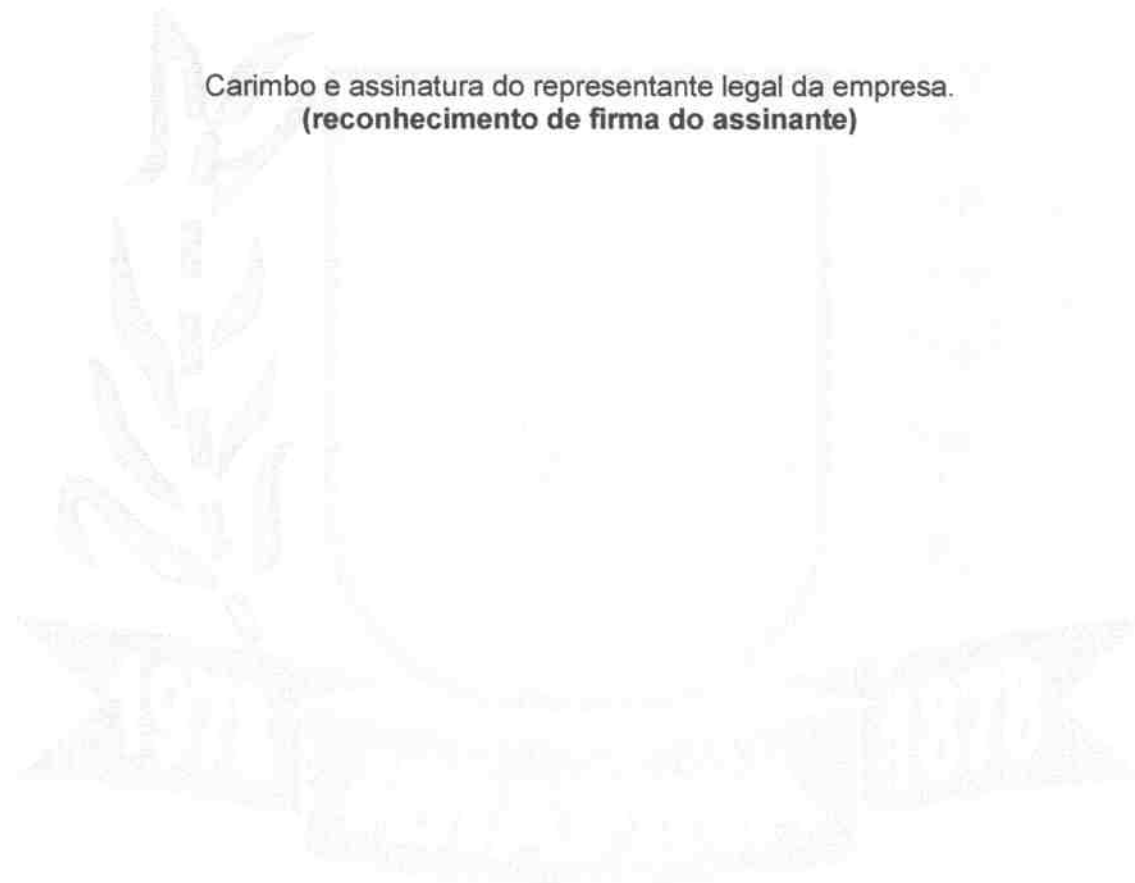 Carimbo e assinatura do representante legal da empresa.
(reconhecimento de firma do assinante)